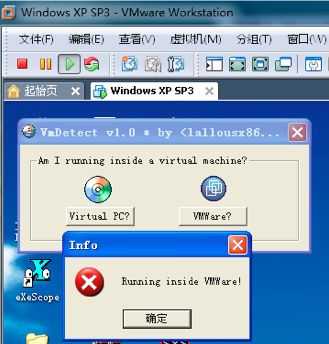 Windows XP SP3 - VMware Workstation
文件(F) 编辑(E) 查看(V) 虚拟机(M) 分组(T) 窗口(W)
起始页 Windows XP SP3
VmDetect v1.0 * by <lallousx86...
Am I running inside a virtual machine?
Virtual PC? VMWare?
Info
Running inside VMWare!
确定
eXeScope